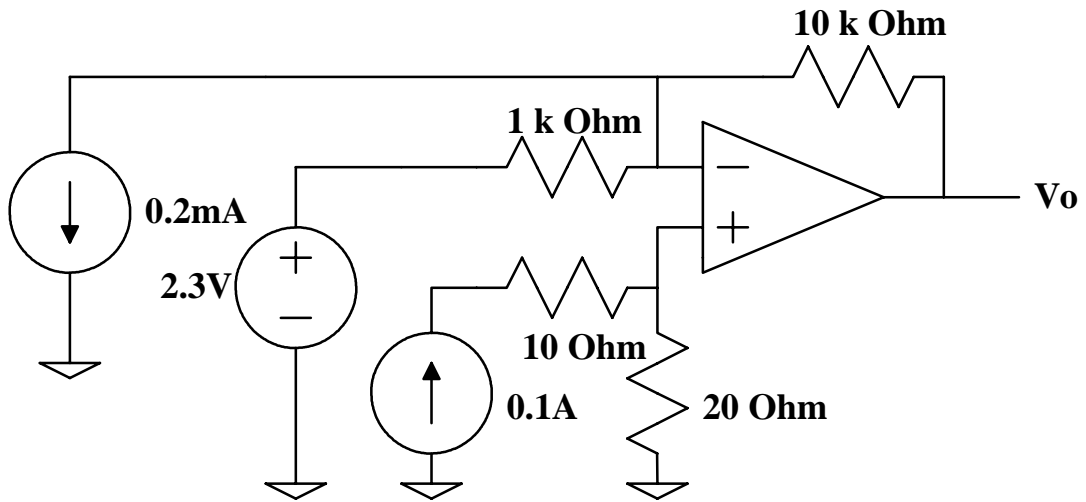 10 k Ohm
1 k Ohm
−
Vo
0.2mA
+
+
2.3V
−
10 Ohm
0.1A
20 Ohm